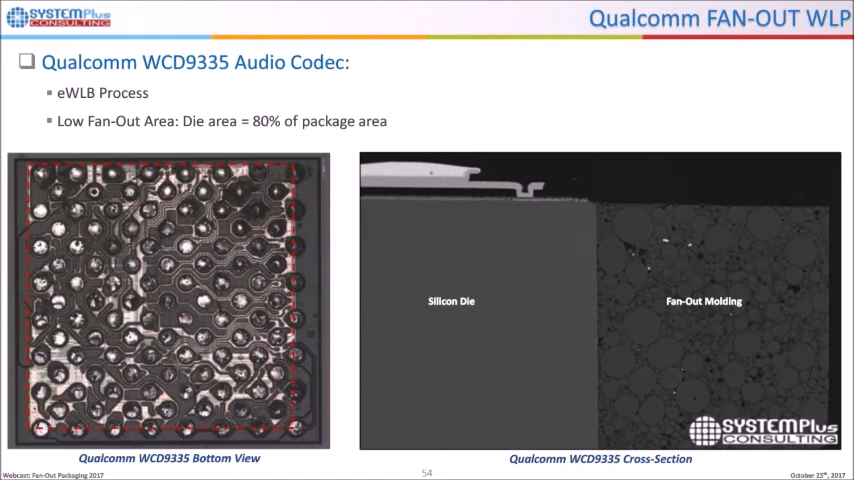 SYSTEMPlus
CONSULTING
Qualcomm FAN-OUT WLP
Qualcomm WCD9335 Audio Codec:
eWLB Process
Low Fan-Out Area: Die area = 80% of package area
Silicon Die
Fan-Out Molding
SYSTEMPlus
CONSULTING
Qualcomm WCD9335 Bottom View
Qualcomm WCD9335 Cross-Section
Webcast: Fan-Out Packaging 2017
54
October 25th, 2017